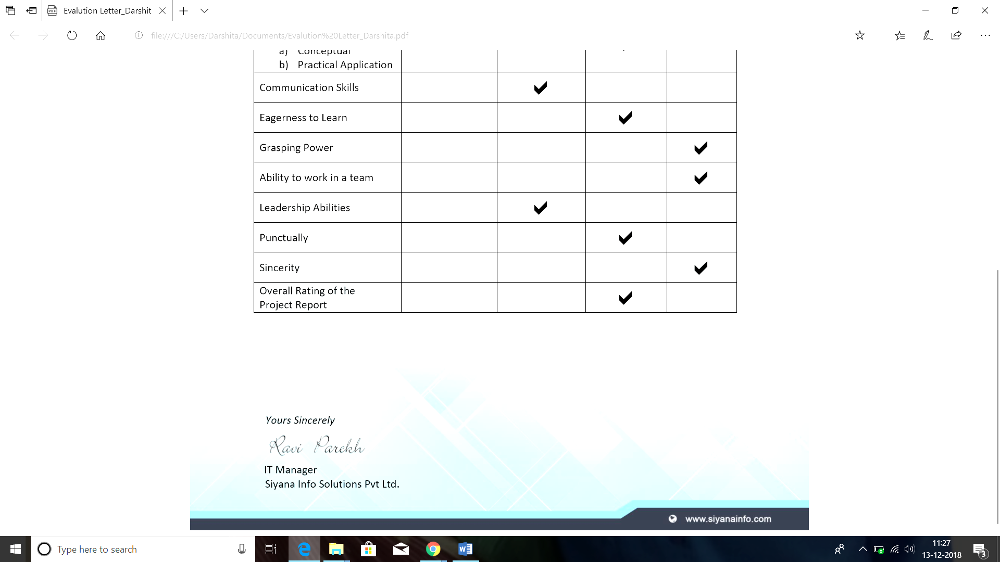 Evalution Letter_Darshit
file:///C:/Users/Darshita/Documents/Evalution%20Letter_Darshita.pdf
a) Conceptual
b) Practical Application
Communication Skills ✔
Eagerness to Learn ✔
Grasping Power ✔
Ability to work in a team ✔
Leadership Abilities ✔
Punctually ✔
Sincerity ✔
Overall Rating of the
Project Report ✔
Yours Sincerely
Ravi Parekh
IT Manager
Siyana Info Solutions Pvt Ltd.
www.siyanainfo.com
Type here to search
11:27
13-12-2018
3